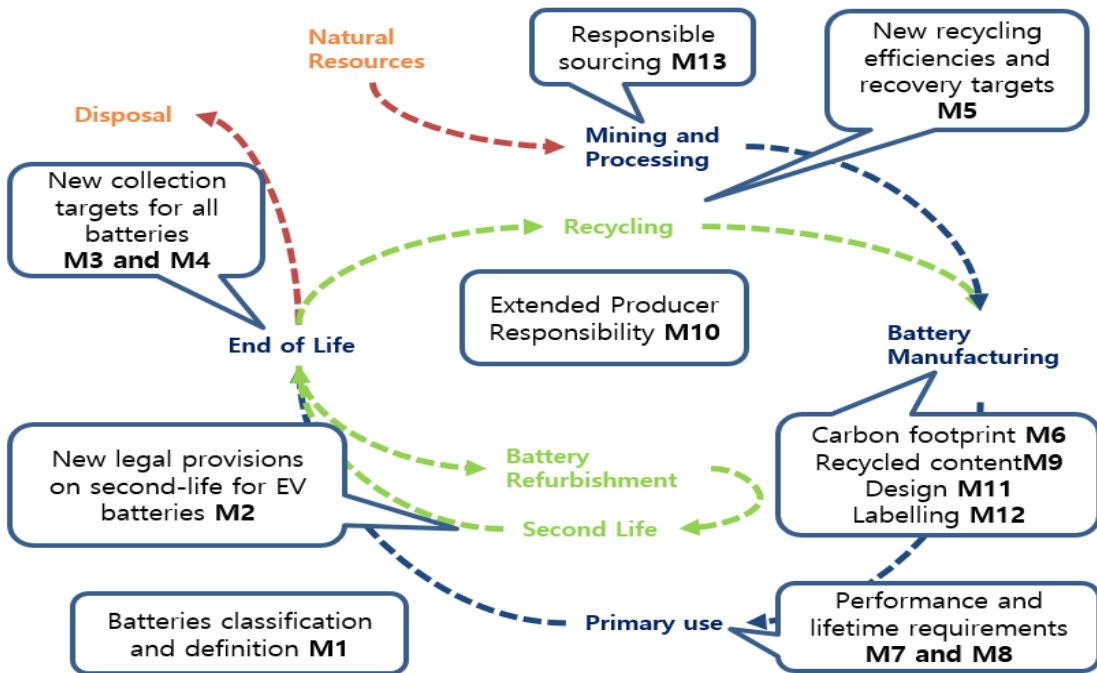 Natural
Resources
Responsible
sourcing M13
New recycling
efficiencies and
recovery targets
M5
Disposal
Mining and
Processing
New collection
targets for all
batteries
M3 and M4
Recycling
Extended Producer
Responsibility M10
End of Life
Battery
Manufacturing
Carbon footprint M6
Recycled contentM9
Design M11
Labelling M12
New legal provisions
on second-life for EV
batteries M2
Battery
Refurbishment
Second Life
Batteries classification
and definition M1
Primary use
Performance and
lifetime requirements
M7 and M8